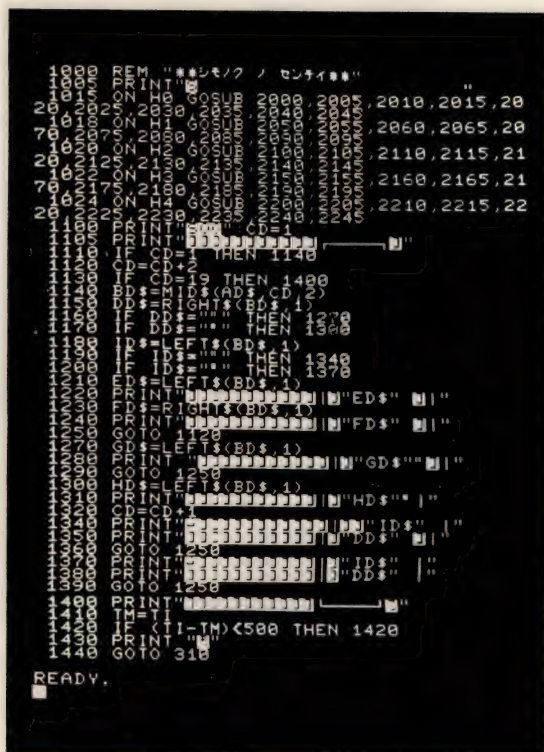 1000 REM "**シモノク ノ センテイ**"
1005 PRINT" "
1015 ON H0 GOSUB 2000,2005,2010,2015,20
20,2025,2030,2035,2040,2045
1018 ON GOSUB 2050,2055,2060,2065,20
70,2075,2080,2085,2090,2095
1020 ON H2 GOSUB 2100,2105,2110,2115,21
20,2125,2130,2135,2140,2145
1022 ON H3 GOSUB 2150,2155,2160,2165,21
70,2175,2180,2185,2190,2195
1024 ON H4 GOSUB 2200,2205,2210,2215,22
20,2225,2230,2235,2240,2245
1100 PRINT" ":CD=1
1105 PRINT" "
1110 IF CD=1 THEN 1140
1120 CD=CD+2
1130 IF CD=19 THEN 1400
1140 BD$=MID$(AD$,CD,2)
1150 DD$=RIGHT$(BD$,1)
1160 IF DD$="゛" THEN 1270
1170 IF DD$="゜" THEN 1300
1180 ID$=LEFT$(BD$,1)
1190 IF ID$="゛" THEN 1340
1200 IF ID$="゜" THEN 1370
1210 ED$=LEFT$(BD$,1)
1220 PRINT" | "ED$" |"
1230 FD$=RIGHT$(BD$,1)
1240 PRINT" | "FD$" |"
1250 GOTO 1120
1270 GD$=LEFT$(BD$,1)
1280 PRINT" | "GD$"゛ |"
1290 GOTO 1250
1300 HD$=LEFT$(BD$,1)
1310 PRINT" | "HD$"゜ |"
1320 CD=CD+1
1340 PRINT" | "ID$" |"
1350 PRINT" | "DD$" |"
1360 GOTO 1250
1370 PRINT" | "ID$" |"
1380 PRINT" | "DD$" |"
1390 GOTO 1250
1400 PRINT" "
1410 TM=TI
1420 IF (TI-TM)<500 THEN 1420
1430 PRINT" "
1440 GOTO 310
READY.